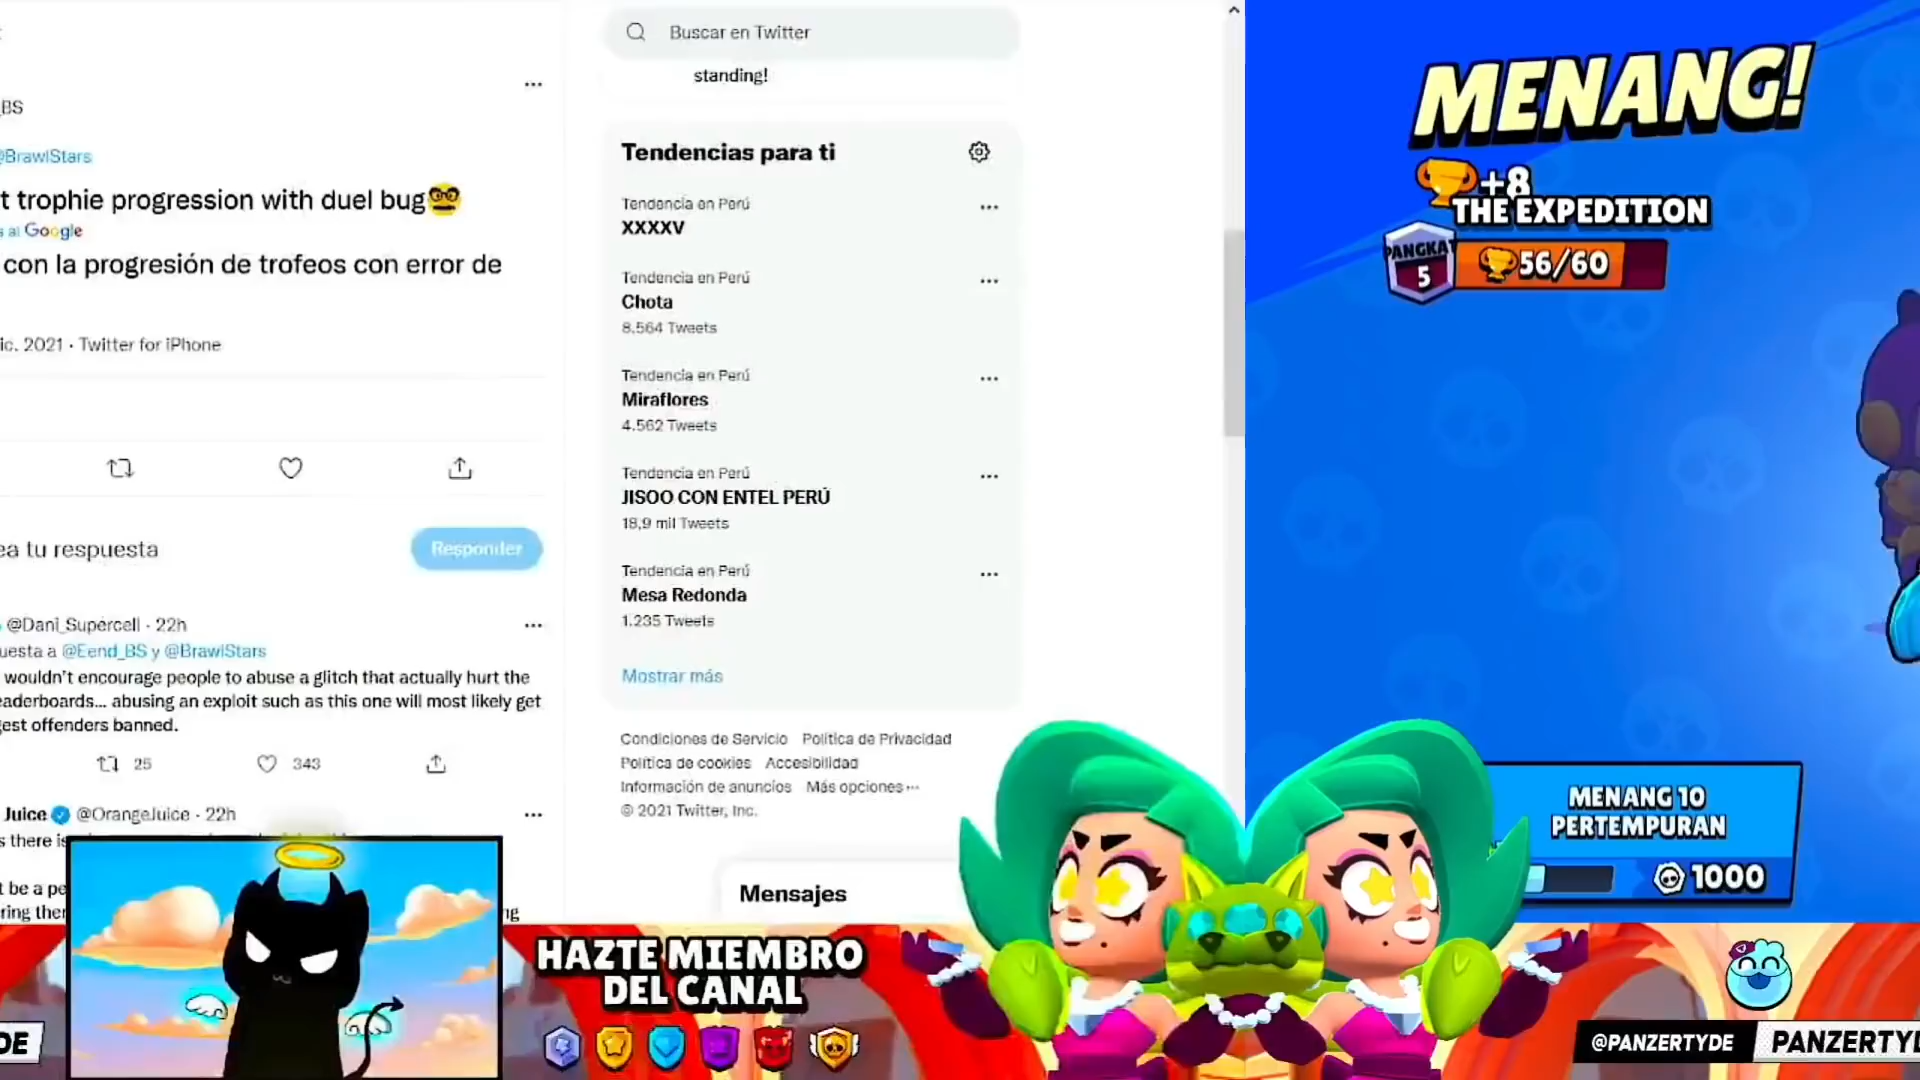 _BS
@BrawlStars
t trophie progression with duel bug
a al Google
con la progresión de trofeos con error de
ic. 2021 · Twitter for iPhone
ea tu respuesta
Responder
@Dani_Supercell · 22h
uesta a @Eend_BS y @BrawlStars
wouldn't encourage people to abuse a glitch that actually hurt the
eaderboards... abusing an exploit such as this one will most likely get
gest offenders banned.
25
343
Juice @OrangeJuice · 22h
s there is
t be a pe
ring ther
ng
Buscar en Twitter
standing!
Tendencias para ti
Tendencia en Perú
XXXXV
Tendencia en Perú
Chota
8.564 Tweets
Tendencia en Perú
Miraflores
4.562 Tweets
Tendencia en Perú
JISOO CON ENTEL PERÚ
18,9 mil Tweets
Tendencia en Perú
Mesa Redonda
1.235 Tweets
Mostrar más
Condiciones de Servicio Política de Privacidad
Política de cookies Accesibilidad
Información de anuncios Más opciones ···
© 2021 Twitter, Inc.
Mensajes
MENANG!
+8
THE EXPEDITION
PANGKAT
5
56/60
MENANG 10
PERTEMPURAN
1000
HAZTE MIEMBRO
DEL CANAL
DE
@PANZERTYDE
PANZERTYD